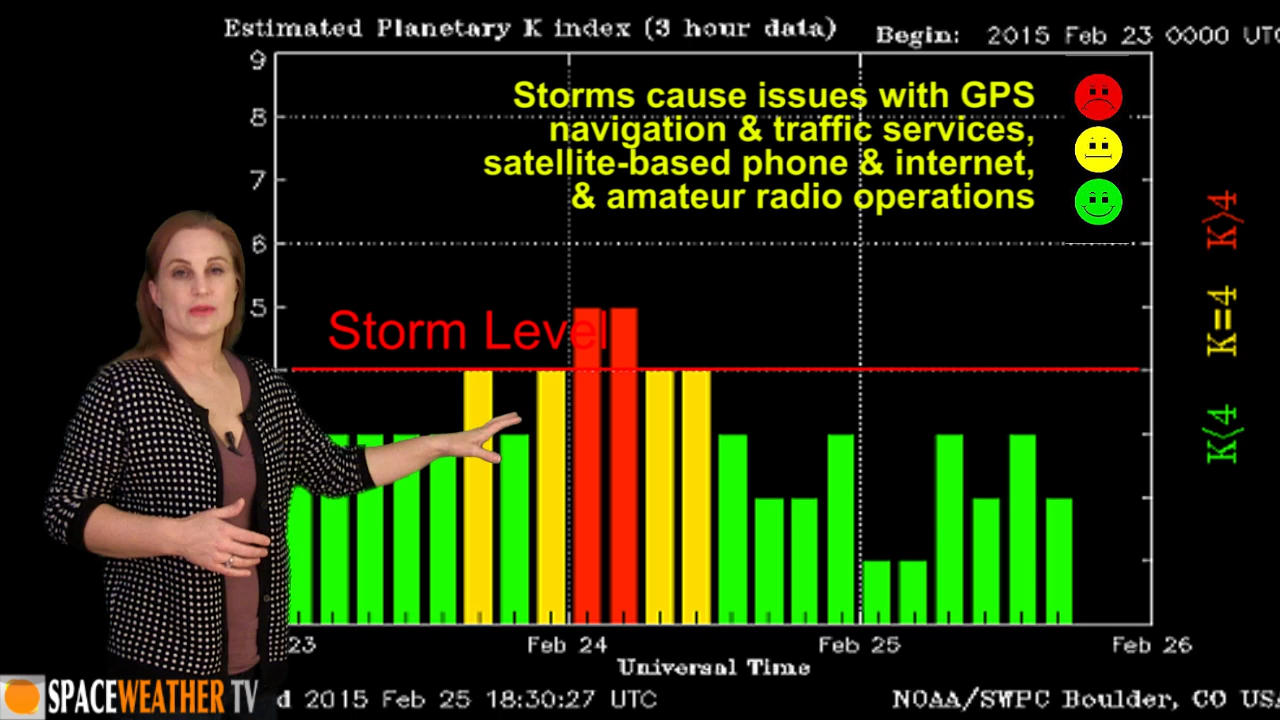 Estimated Planetary K index (3 hour data)
Begin: 2015 Feb 23 0000 UTC
9
8
7
6
5
Storms cause issues with GPS
navigation & traffic services,
satellite-based phone & internet,
& amateur radio operations
Storm Level
K>4
K=4
K<4
23 Feb 24 Feb 25 Feb 26
Universal Time
d 2015 Feb 25 18:30:27 UTC
NOAA/SWPC Boulder, CO USA
SPACEWEATHER TV